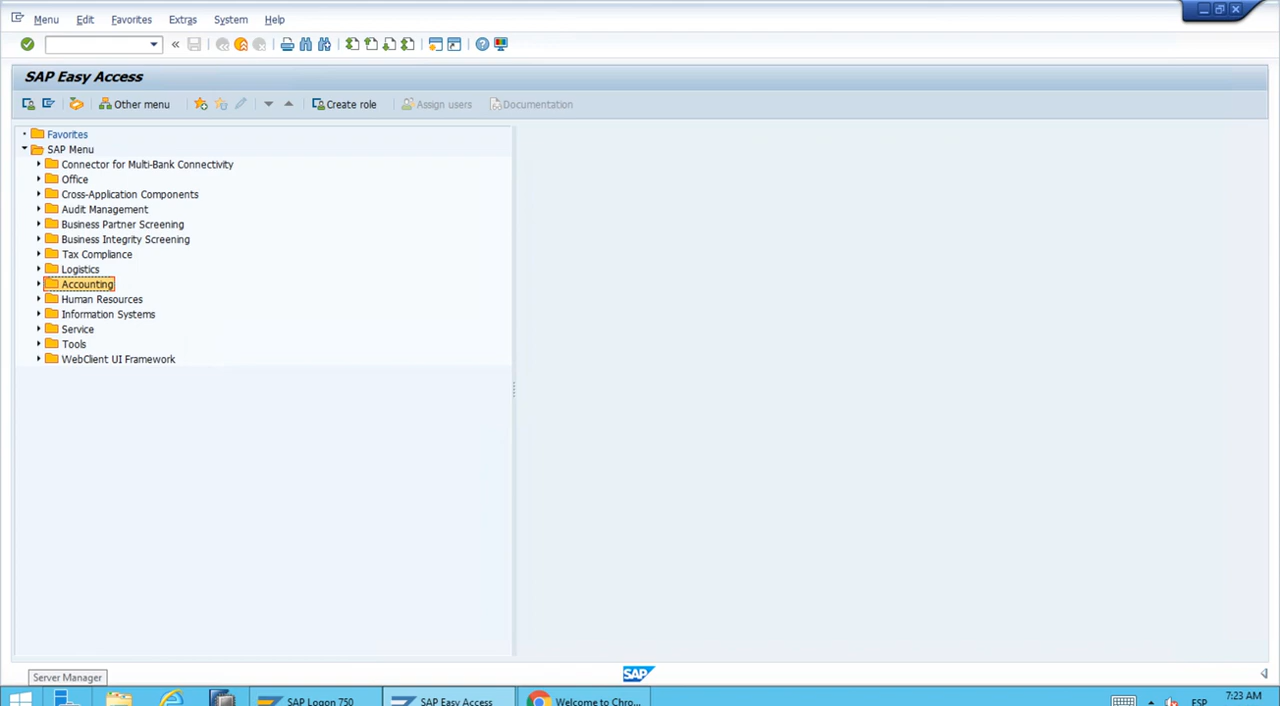 Menu Edit Favorites Extras System Help
SAP Easy Access
Other menu Create role Assign users Documentation
Favorites
SAP Menu
Connector for Multi-Bank Connectivity
Office
Cross-Application Components
Audit Management
Business Partner Screening
Business Integrity Screening
Tax Compliance
Logistics
Accounting
Human Resources
Information Systems
Service
Tools
WebClient UI Framework
SAP
Server Manager
SAP Logon 750 SAP Easy Access Welcome to Chro... ESP 7:23 AM